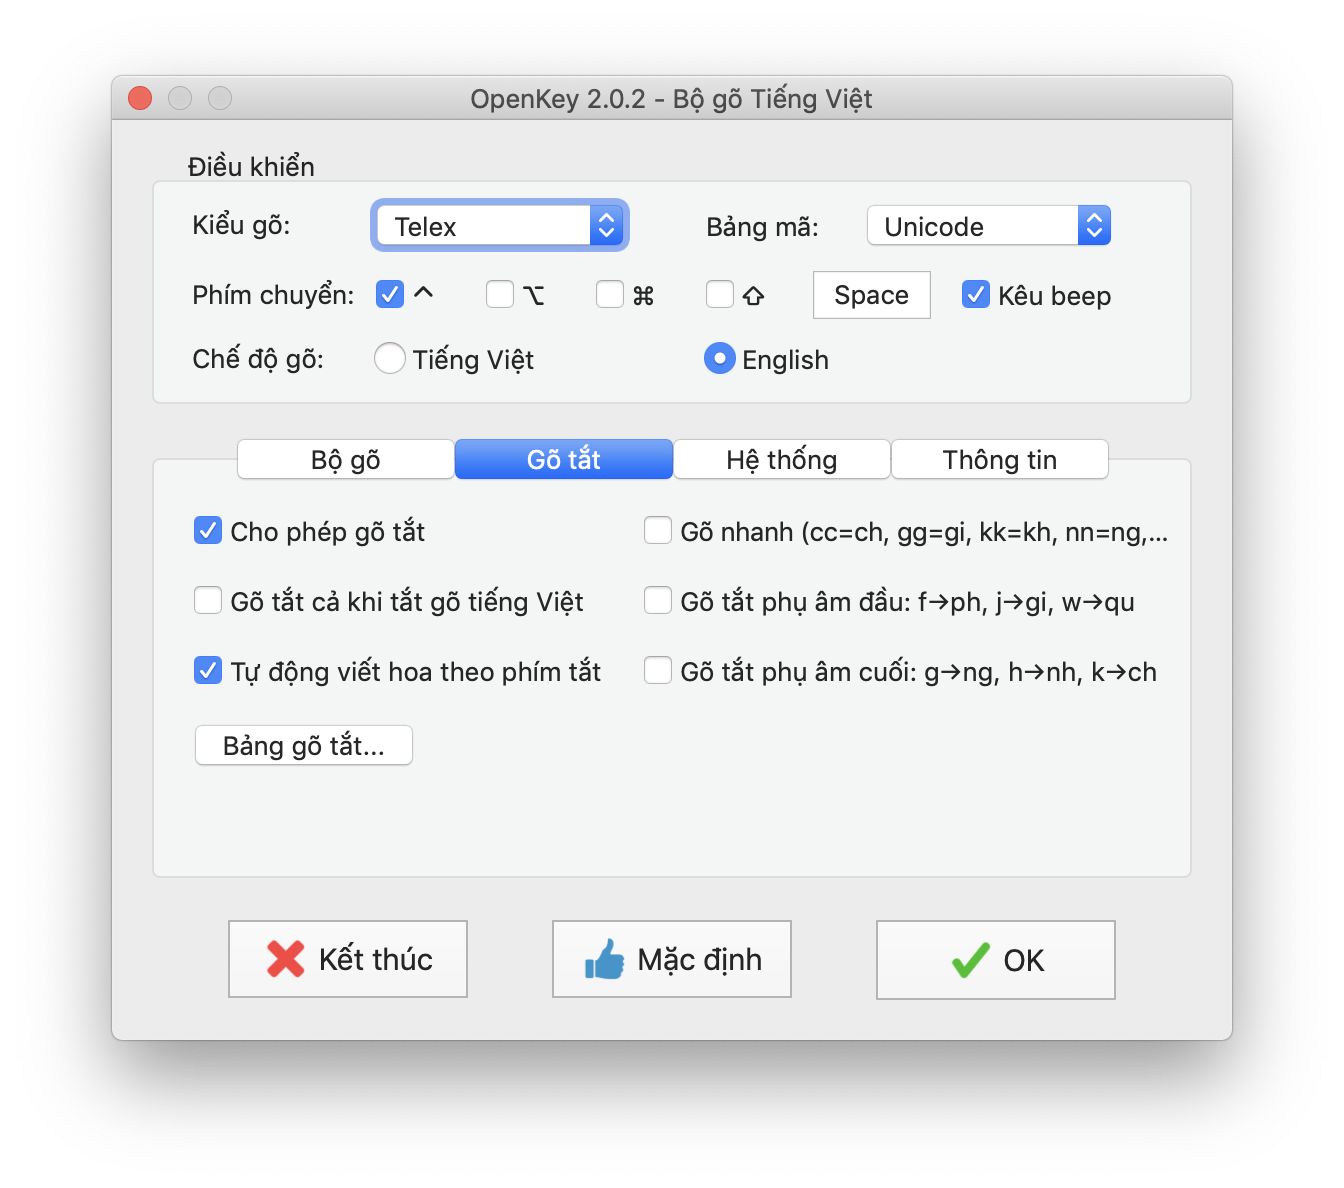 OpenKey 2.0.2 - Bộ gõ Tiếng Việt
Điều khiển
Kiểu gõ: Telex Bảng mã: Unicode
Phím chuyển: ^ ⌥ ⌘ ⇧ Space Kêu beep
Chế độ gõ: Tiếng Việt English
Bộ gõ Gõ tắt Hệ thống Thông tin
Cho phép gõ tắt Gõ nhanh (cc=ch, gg=gi, kk=kh, nn=ng,...
Gõ tắt cả khi tắt gõ tiếng Việt Gõ tắt phụ âm đầu: f→ph, j→gi, w→qu
Tự động viết hoa theo phím tắt Gõ tắt phụ âm cuối: g→ng, h→nh, k→ch
Bảng gõ tắt...
Kết thúc Mặc định OK